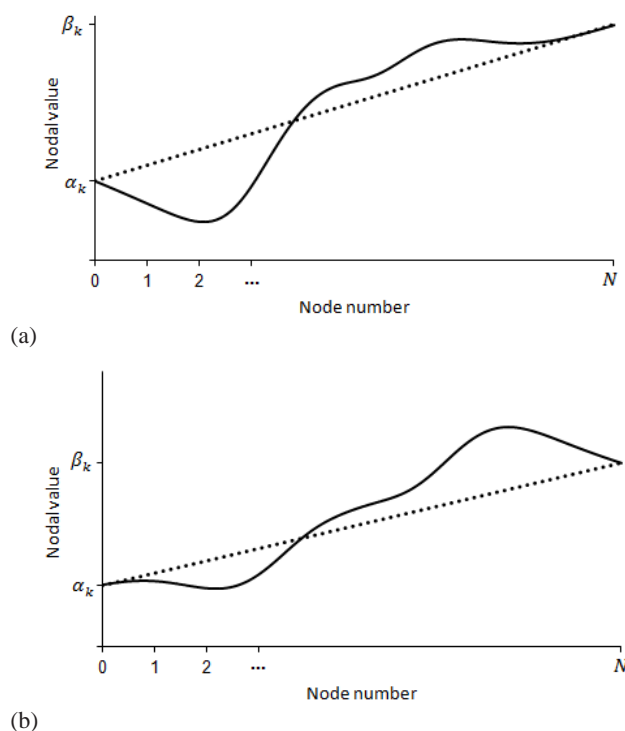 β_k
Nodal value
α_k
0 1 2 ... N
Node number
(a)
β_k
Nodal value
α_k
0 1 2 ... N
Node number
(b)